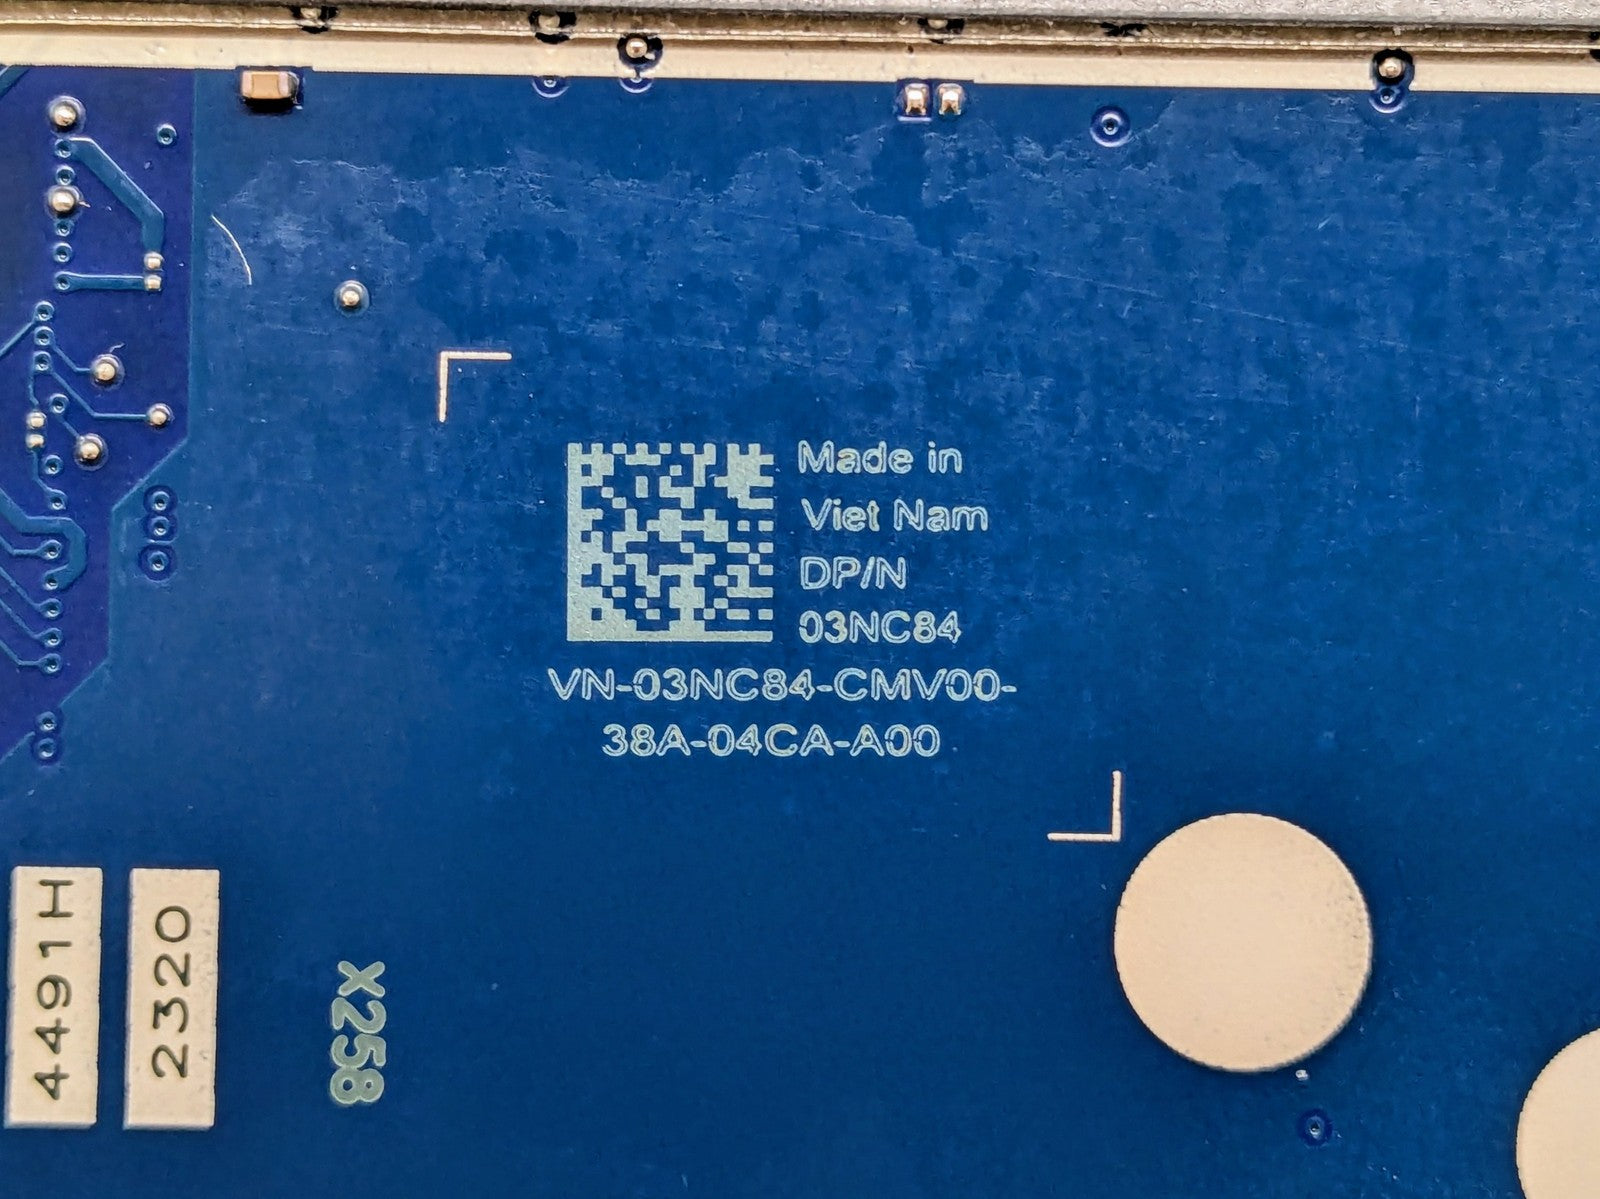 Made in
Viet Nam
DP/N
03NC84
VN-03NC84-CMV00-
38A-04CA-A00
4491H
2320
X258